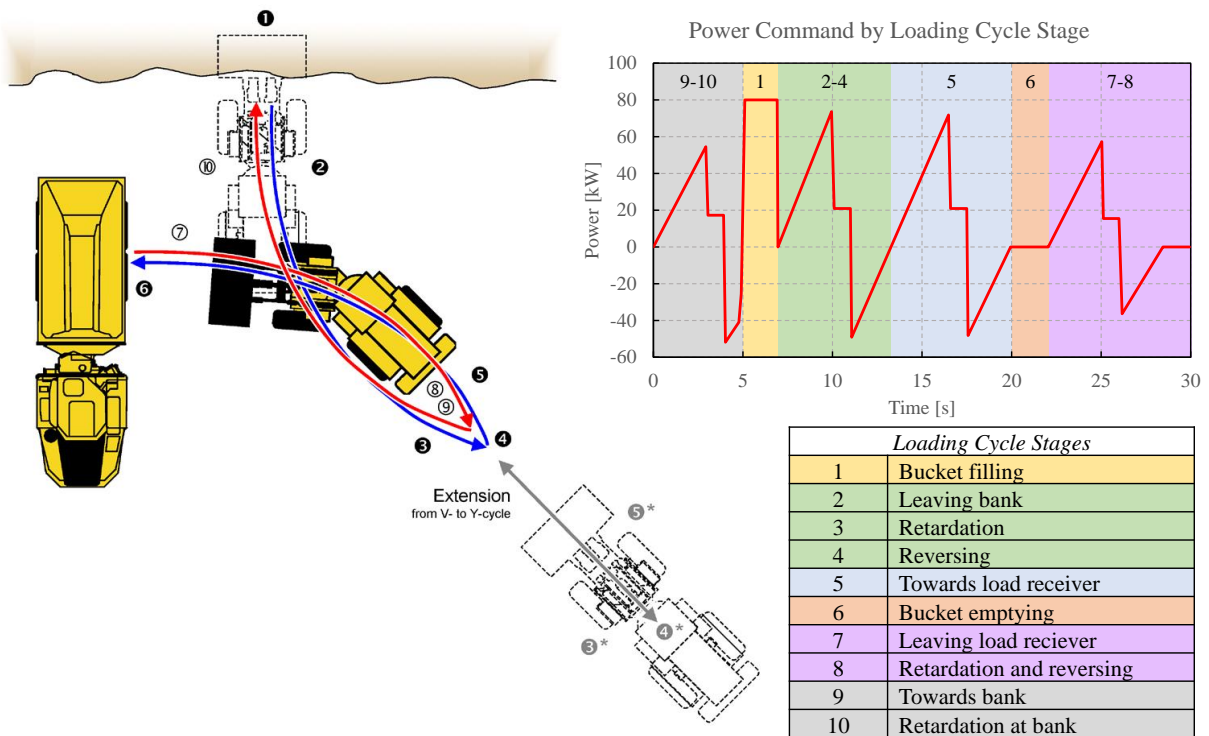 ❶
⑩
❷
⑦
❻
❺
⑧
⑨
❸
❹
Extension
from V- to Y-cycle
❺*
❹*
❸*
Power Command by Loading Cycle Stage
9-10 1 2-4 5 6 7-8
100
80
60
40
20
0
-20
-40
-60
Power [kW]
0 5 10 15 20 25 30
Time [s]
Loading Cycle Stages
1 Bucket filling
2 Leaving bank
3 Retardation
4 Reversing
5 Towards load receiver
6 Bucket emptying
7 Leaving load reciever
8 Retardation and reversing
9 Towards bank
10 Retardation at bank